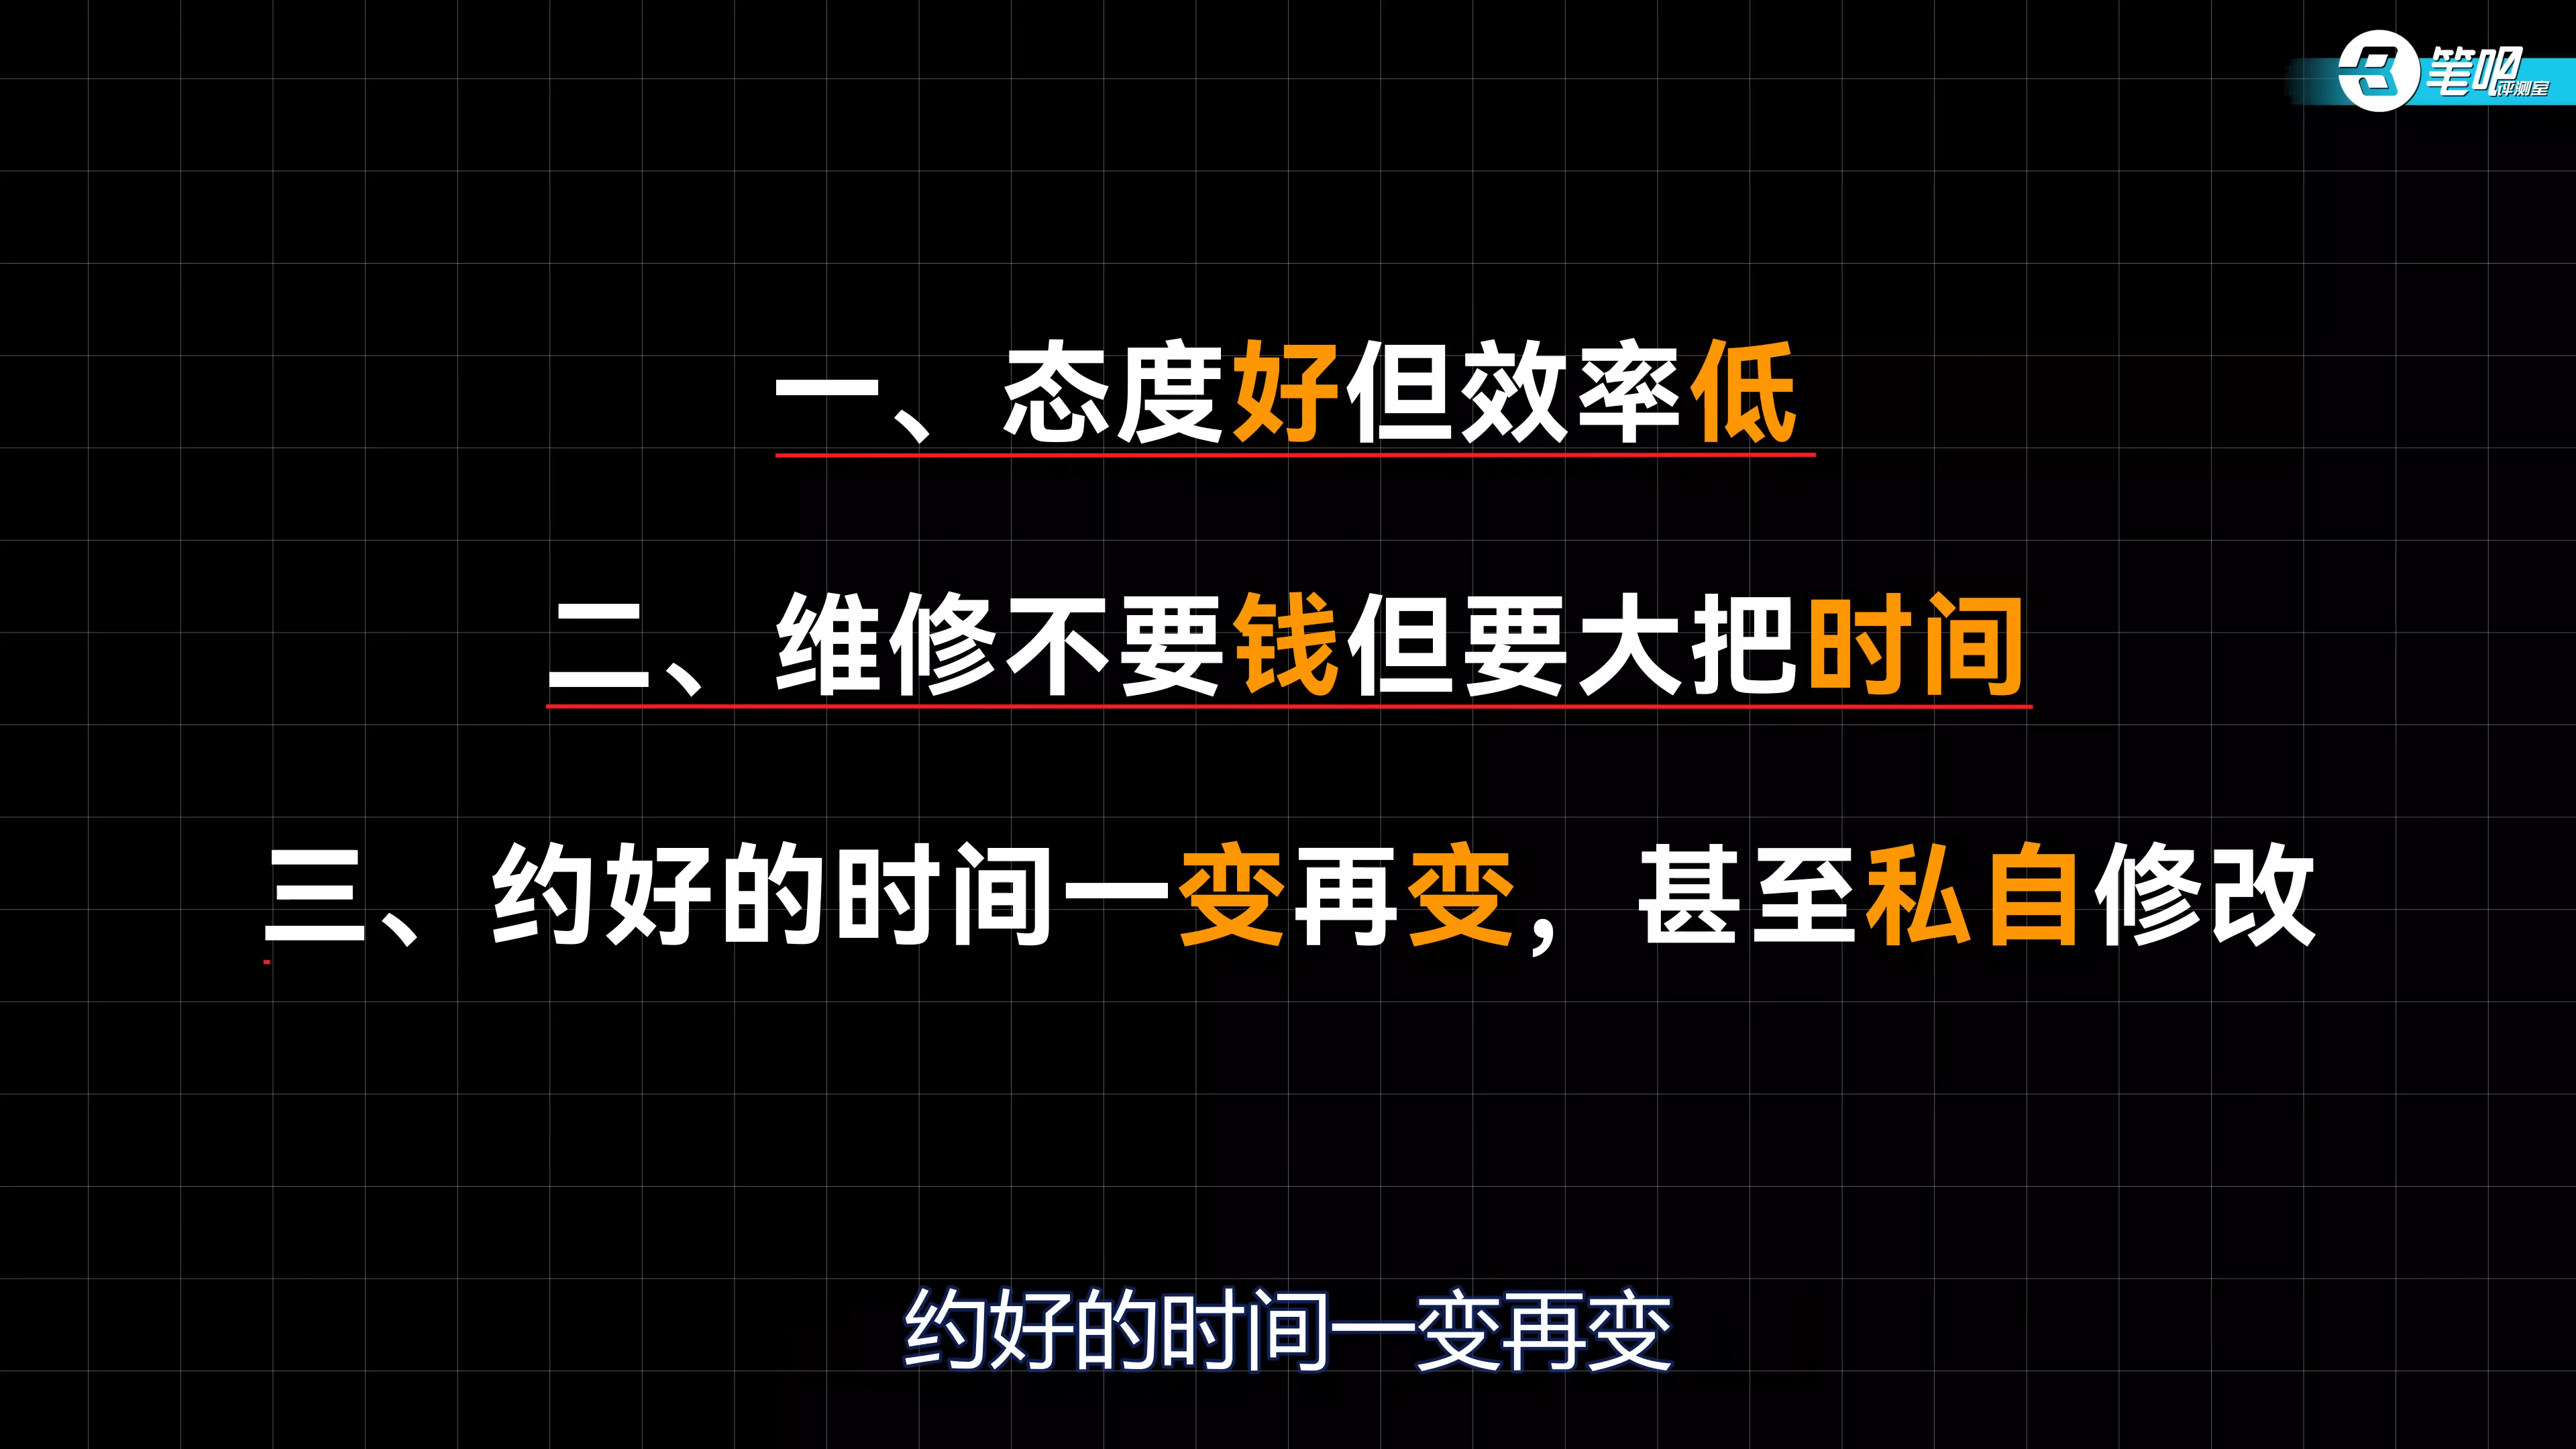 笔吧
评测室
一、态度好但效率低
二、维修不要钱但要大把时间
三、约好的时间一变再变，甚至私自修改
约好的时间一变再变